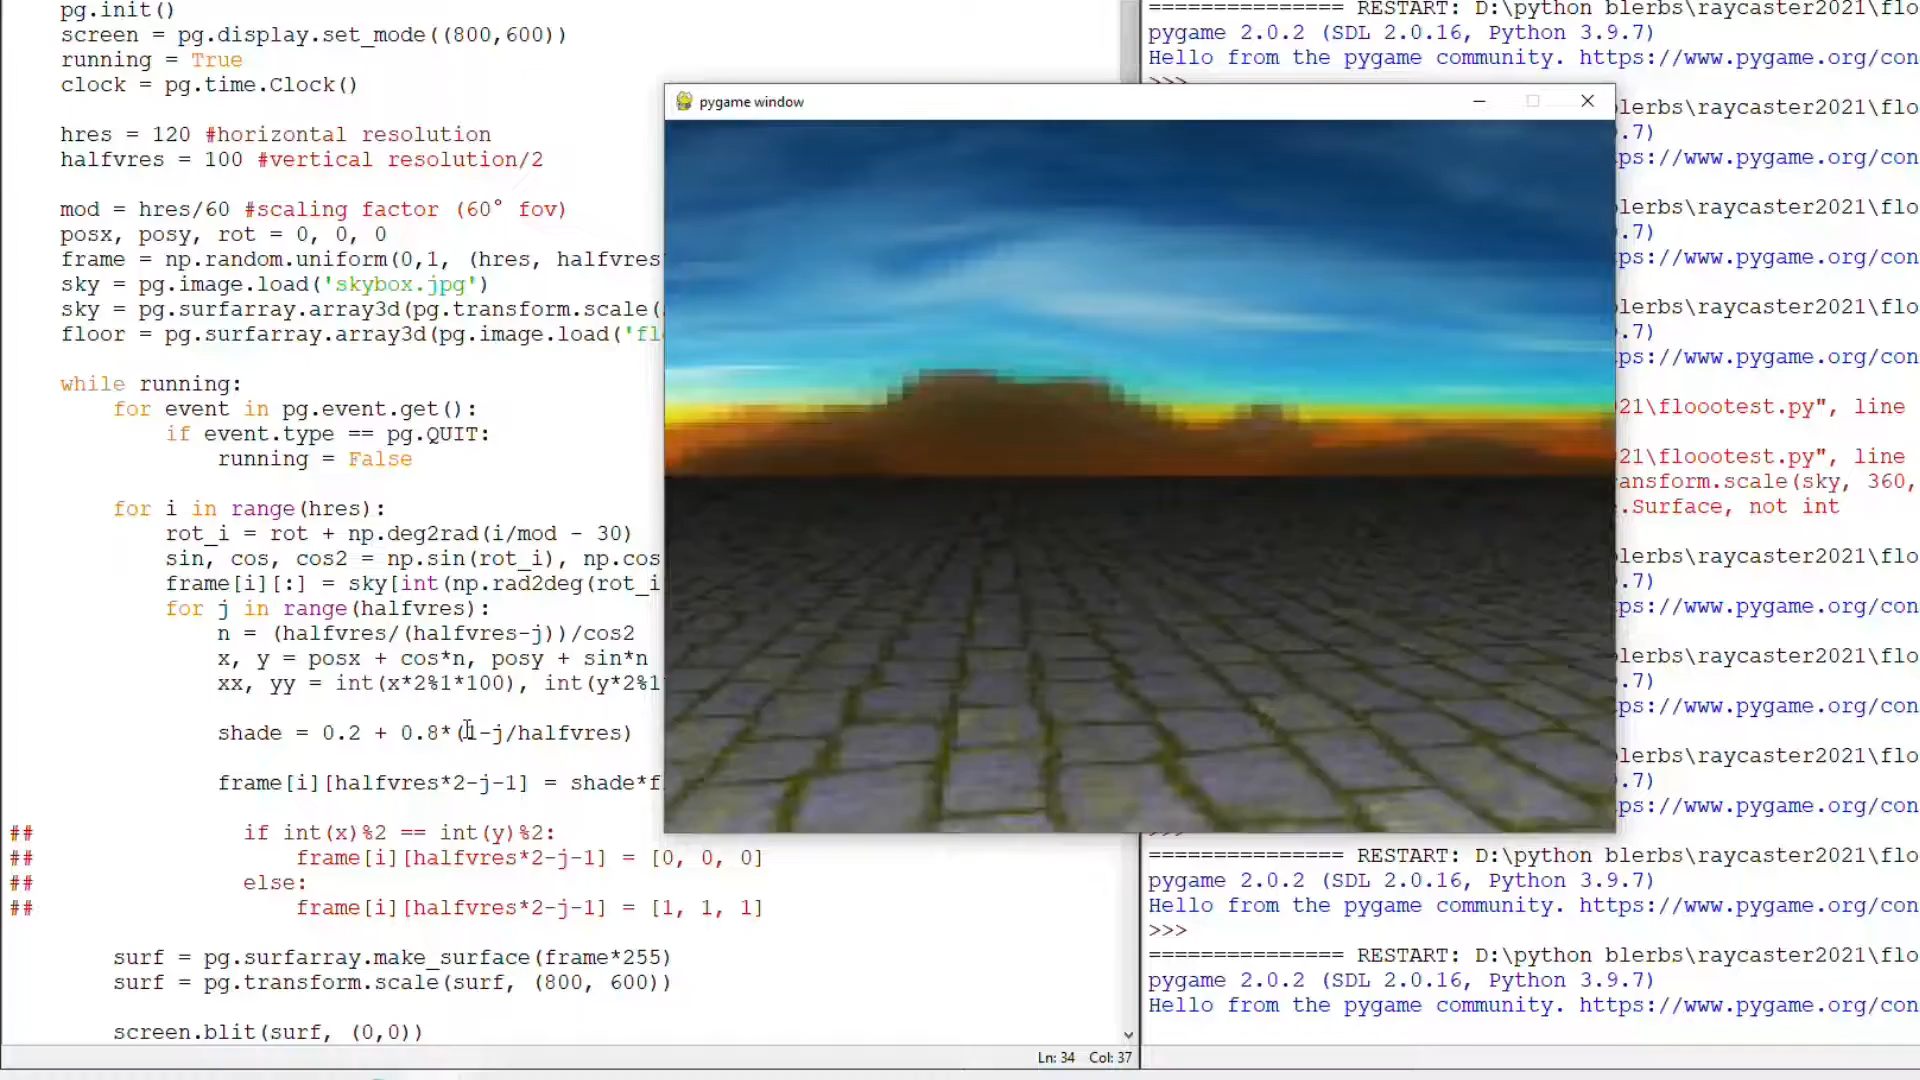 pg.init()
screen = pg.display.set_mode((800,600))
running = True
clock = pg.time.Clock()
hres = 120 #horizontal resolution
halfvres = 100 #vertical resolution/2
mod = hres/60 #scaling factor (60° fov)
posx, posy, rot = 0, 0, 0
frame = np.random.uniform(0,1, (hres, halfvres
sky = pg.image.load('skybox.jpg')
sky = pg.surfarray.array3d(pg.transform.scale(
floor = pg.surfarray.array3d(pg.image.load('fl
while running:
for event in pg.event.get():
if event.type == pg.QUIT:
running = False
for i in range(hres):
rot_i = rot + np.deg2rad(i/mod - 30)
sin, cos, cos2 = np.sin(rot_i), np.cos
frame[i][:] = sky[int(np.rad2deg(rot_i
for j in range(halfvres):
n = (halfvres/(halfvres-j))/cos2
x, y = posx + cos*n, posy + sin*n
xx, yy = int(x*2%1*100), int(y*2%1
shade = 0.2 + 0.8*(1-j/halfvres)
frame[i][halfvres*2-j-1] = shade*f
## if int(x)%2 == int(y)%2:
## frame[i][halfvres*2-j-1] = [0, 0, 0]
## else:
## frame[i][halfvres*2-j-1] = [1, 1, 1]
surf = pg.surfarray.make_surface(frame*255)
surf = pg.transform.scale(surf, (800, 600))
screen.blit(surf, (0,0))
Ln: 34 Col: 37
pygame window
=============== RESTART: D:\python blerbs\raycaster2021\flo
pygame 2.0.2 (SDL 2.0.16, Python 3.9.7)
Hello from the pygame community. https://www.pygame.org/con
>>>
lerbs\raycaster2021\flo
.7)
ps://www.pygame.org/con
lerbs\raycaster2021\flo
.7)
ps://www.pygame.org/con
lerbs\raycaster2021\flo
.7)
ps://www.pygame.org/con
21\floootest.py", line
21\floootest.py", line
ansform.scale(sky, 360,
.Surface, not int
lerbs\raycaster2021\flo
.7)
ps://www.pygame.org/con
lerbs\raycaster2021\flo
.7)
ps://www.pygame.org/con
lerbs\raycaster2021\flo
.7)
ps://www.pygame.org/con
>>>
=============== RESTART: D:\python blerbs\raycaster2021\flo
pygame 2.0.2 (SDL 2.0.16, Python 3.9.7)
Hello from the pygame community. https://www.pygame.org/con
>>>
=============== RESTART: D:\python blerbs\raycaster2021\flo
pygame 2.0.2 (SDL 2.0.16, Python 3.9.7)
Hello from the pygame community. https://www.pygame.org/con